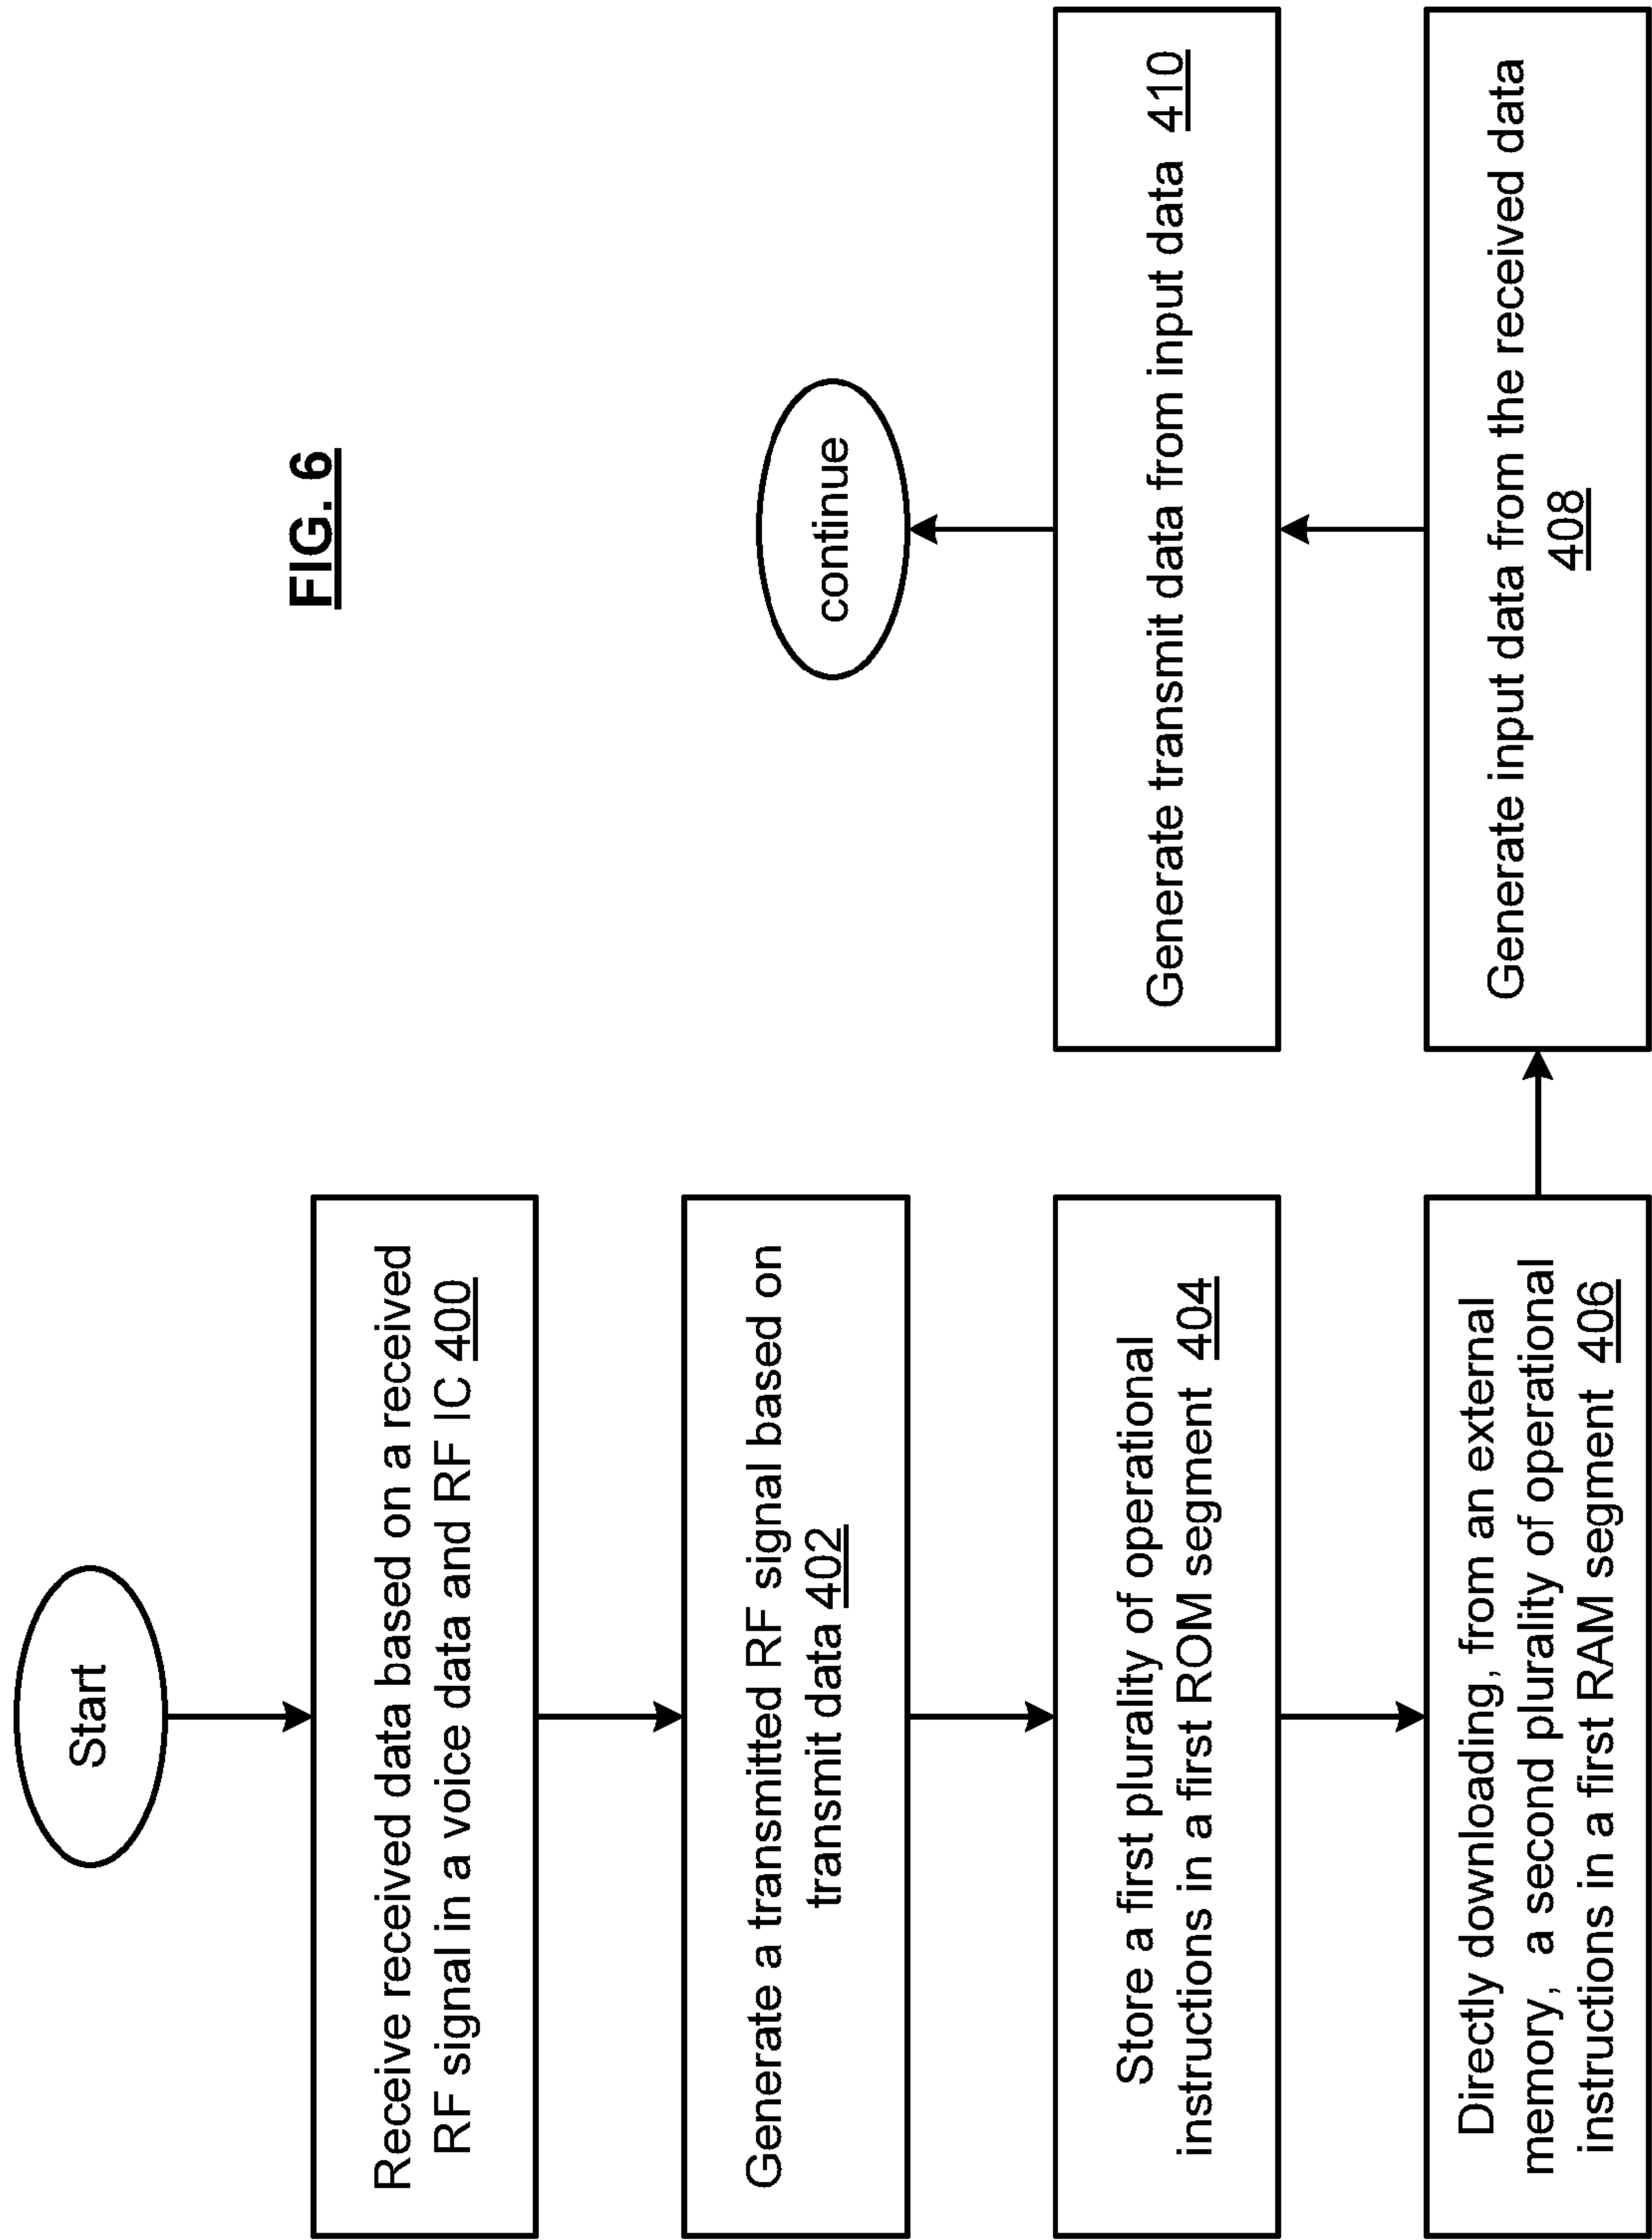 Start
Receive received data based on a received
RF signal in a voice data and RF IC 400
Generate a transmitted RF signal based on
transmit data 402
Store a first plurality of operational
instructions in a first ROM segment 404
Directly downloading, from an external
memory, a second plurality of operational
instructions in a first RAM segment 406
Generate input data from the received data
408
Generate transmit data from input data 410
continue
FIG. 6